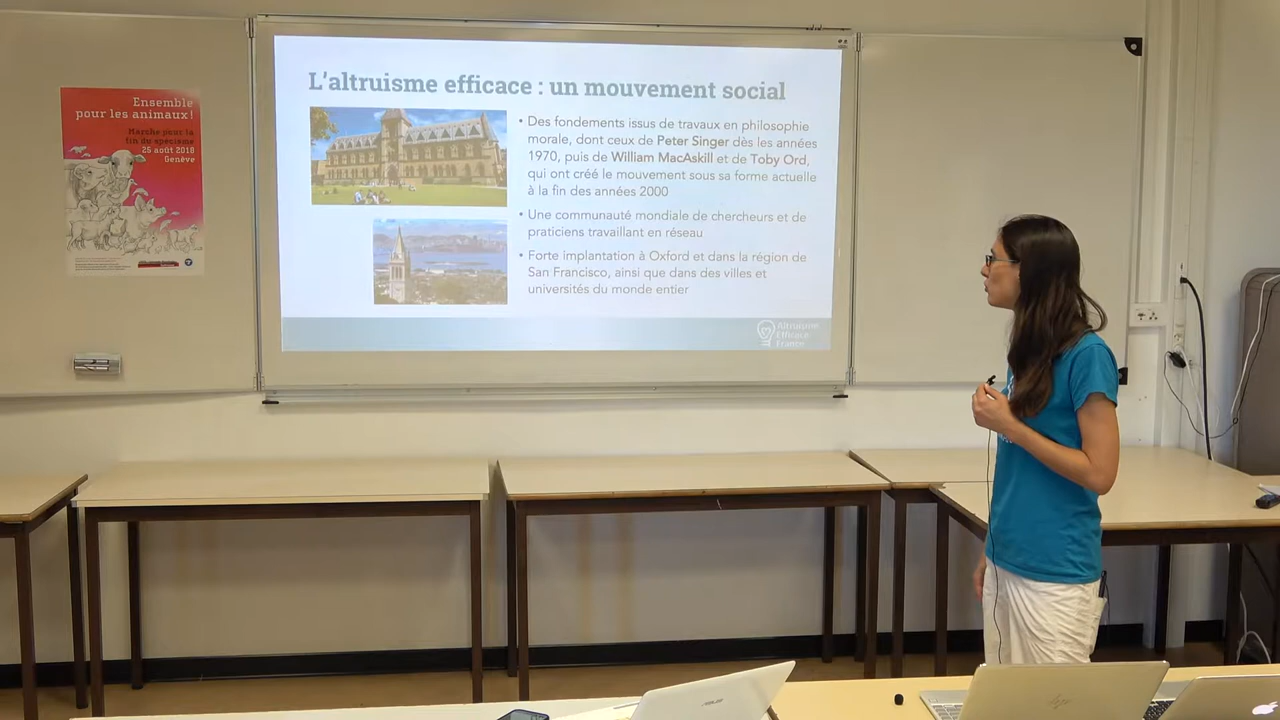 Ensemble
pour les animaux!
Marche pour la
fin du spécisme
25 août 2018
Genève
L'altruisme efficace : un mouvement social
• Des fondements issus de travaux en philosophie
morale, dont ceux de Peter Singer dès les années
1970, puis de William MacAskill et de Toby Ord,
qui ont créé le mouvement sous sa forme actuelle
à la fin des années 2000
• Une communauté mondiale de chercheurs et de
praticiens travaillant en réseau
• Forte implantation à Oxford et dans la région de
San Francisco, ainsi que dans des villes et
universités du monde entier
Altruisme
Efficace
France
hp